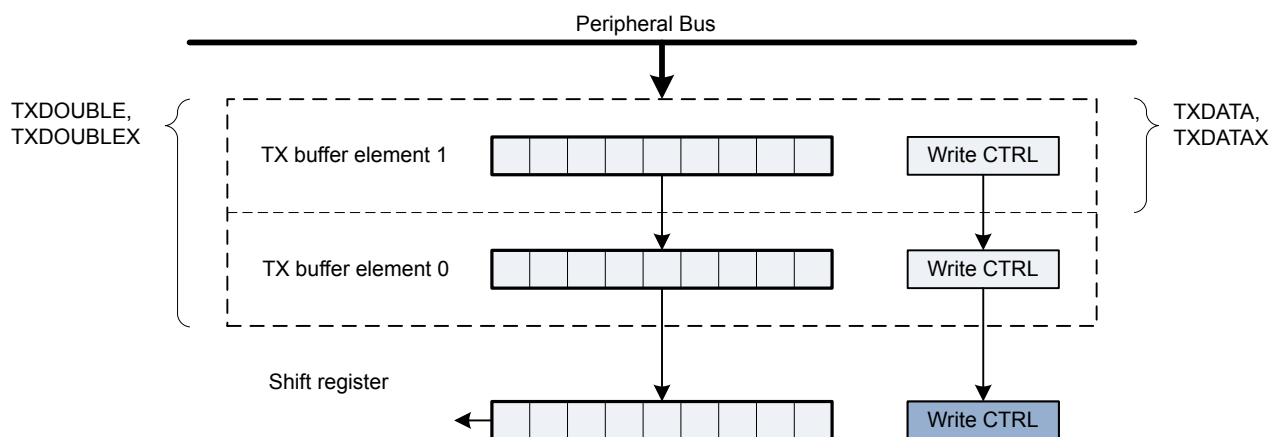 Peripheral Bus
TXDOUBLE,
TXDOUBLEX
TXDATA,
TXDATAX
TX buffer element 1
Write CTRL
TX buffer element 0
Write CTRL
Shift register
Write CTRL